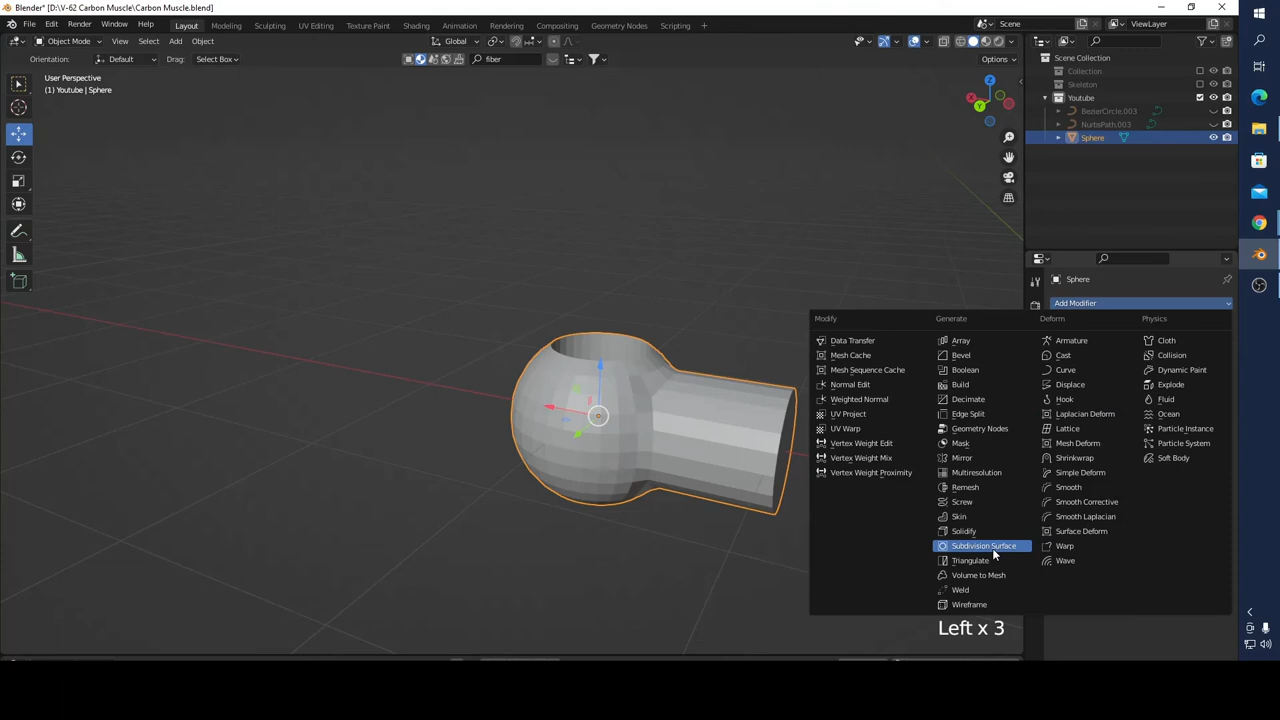 Blender* [D:\V-62 Carbon Muscle\Carbon Muscle.blend]
File Edit Render Window Help Layout Modeling Sculpting UV Editing Texture Paint Shading Animation Rendering Compositing Geometry Nodes Scripting + Scene ViewLayer
Object Mode View Select Add Object Global
Orientation: Default Drag: Select Box fiber Options
User Perspective
(1) Youtube | Sphere
Scene Collection
Collection
Skeleton
Youtube
BezierCircle.003
NurbsPath.003
Sphere
X Y Z
Sphere
Add Modifier
Modify Generate Deform Physics
Data Transfer Array Armature Cloth
Mesh Cache Bevel Cast Collision
Mesh Sequence Cache Boolean Curve Dynamic Paint
Normal Edit Build Displace Explode
Weighted Normal Decimate Hook Fluid
UV Project Edge Split Laplacian Deform Ocean
UV Warp Geometry Nodes Lattice Particle Instance
Vertex Weight Edit Mask Mesh Deform Particle System
Vertex Weight Mix Mirror Shrinkwrap Soft Body
Vertex Weight Proximity Multiresolution Simple Deform
Remesh Smooth
Screw Smooth Corrective
Skin Smooth Laplacian
Solidify Surface Deform
Subdivision Surface Warp
Triangulate Wave
Volume to Mesh
Weld
Wireframe
Left x 3